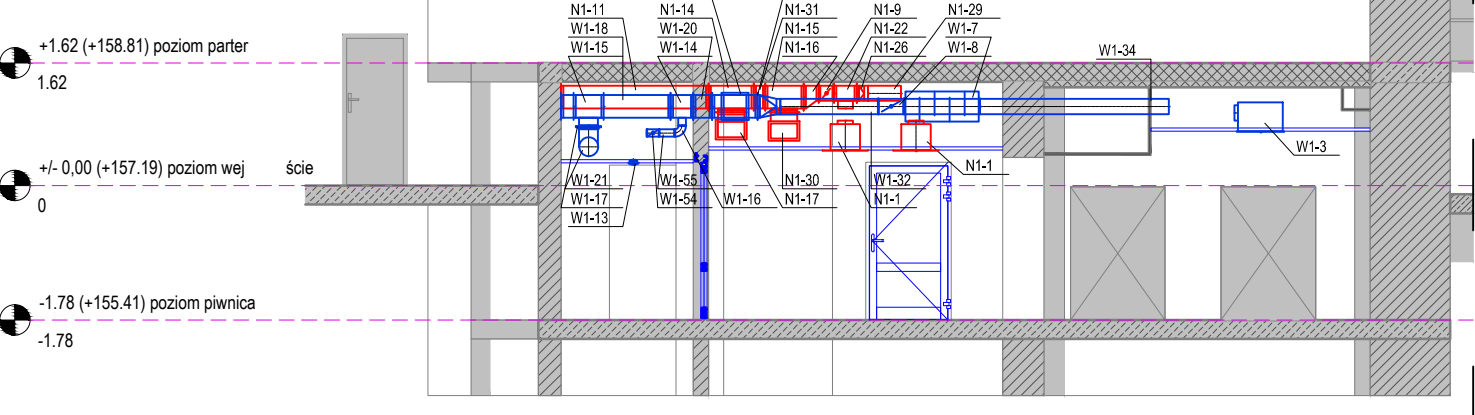 N1-11 N1-14 N1-31 N1-9 N1-29
W1-18 W1-20 N1-15 N1-22 W1-7
W1-15 W1-14 N1-16 N1-26 W1-8
W1-34
+1.62 (+158.81) poziom parter
1.62
W1-3
+/- 0,00 (+157.19) poziom wej ście
0
N1-1
W1-21 W1-55 N1-30 W1-32
W1-17 W1-54 W1-16 N1-17 N1-1
W1-13
-1.78 (+155.41) poziom piwnica
-1.78